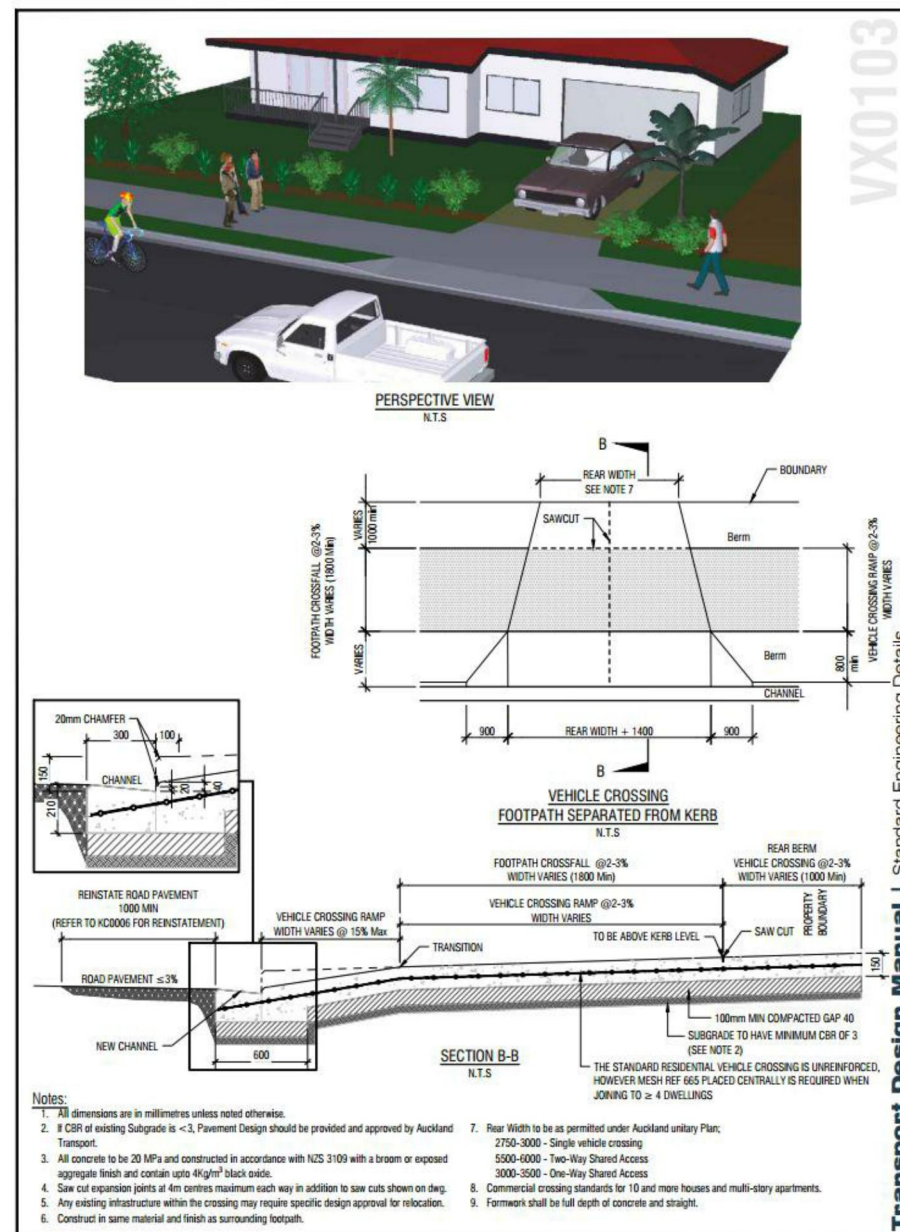 VX0103
PERSPECTIVE VIEW
N.T.S
B
REAR WIDTH
SEE NOTE 7
BOUNDARY
SAWCUT
VARIES
1000 min
Berm
FOOTPATH CROSSFALL @2-3%
WIDTH VARIES (1800 Min)
VEHICLE CROSSING RAMP @2-3%
WIDTH VARIES
VARIES
Berm
800
min
CHANNEL
900
REAR WIDTH + 1400
900
B
VEHICLE CROSSING
FOOTPATH SEPARATED FROM KERB
N.T.S
20mm CHAMFER
300
100
150
CHANNEL
20
40
210
REINSTATE ROAD PAVEMENT
1000 MIN
(REFER TO KC0006 FOR REINSTATEMENT)
VEHICLE CROSSING RAMP
WIDTH VARIES @ 15% Max
FOOTPATH CROSSFALL @2-3%
WIDTH VARIES (1800 Min)
REAR BERM
VEHICLE CROSSING @2-3%
WIDTH VARIES (1000 Min)
VEHICLE CROSSING RAMP @2-3%
WIDTH VARIES
TRANSITION
TO BE ABOVE KERB LEVEL
SAW CUT
PROPERTY
BOUNDARY
ROAD PAVEMENT ≤3%
150
NEW CHANNEL
600
100mm MIN COMPACTED GAP 40
SUBGRADE TO HAVE MINIMUM CBR OF 3
(SEE NOTE 2)
SECTION B-B
N.T.S
THE STANDARD RESIDENTIAL VEHICLE CROSSING IS UNREINFORCED,
HOWEVER MESH REF 665 PLACED CENTRALLY IS REQUIRED WHEN
JOINING TO ≥ 4 DWELLINGS
Notes:
1. All dimensions are in millimetres unless noted otherwise.
2. If CBR of existing Subgrade is <3, Pavement Design should be provided and approved by Auckland
Transport.
3. All concrete to be 20 MPa and constructed in accordance with NZS 3109 with a broom or exposed
aggregate finish and contain upto 4Kg/m³ black oxide.
4. Saw cut expansion joints at 4m centres maximum each way in addition to saw cuts shown on dwg.
5. Any existing infrastructure within the crossing may require specific design approval for relocation.
6. Construct in same material and finish as surrounding footpath.
7. Rear Width to be as permitted under Auckland unitary Plan;
2750-3000 - Single vehicle crossing
5500-6000 - Two-Way Shared Access
3000-3500 - One-Way Shared Access
8. Commercial crossing standards for 10 and more houses and multi-story apartments.
9. Formwork shall be full depth of concrete and straight.
Transport Design Manual | Standard Engineering Details